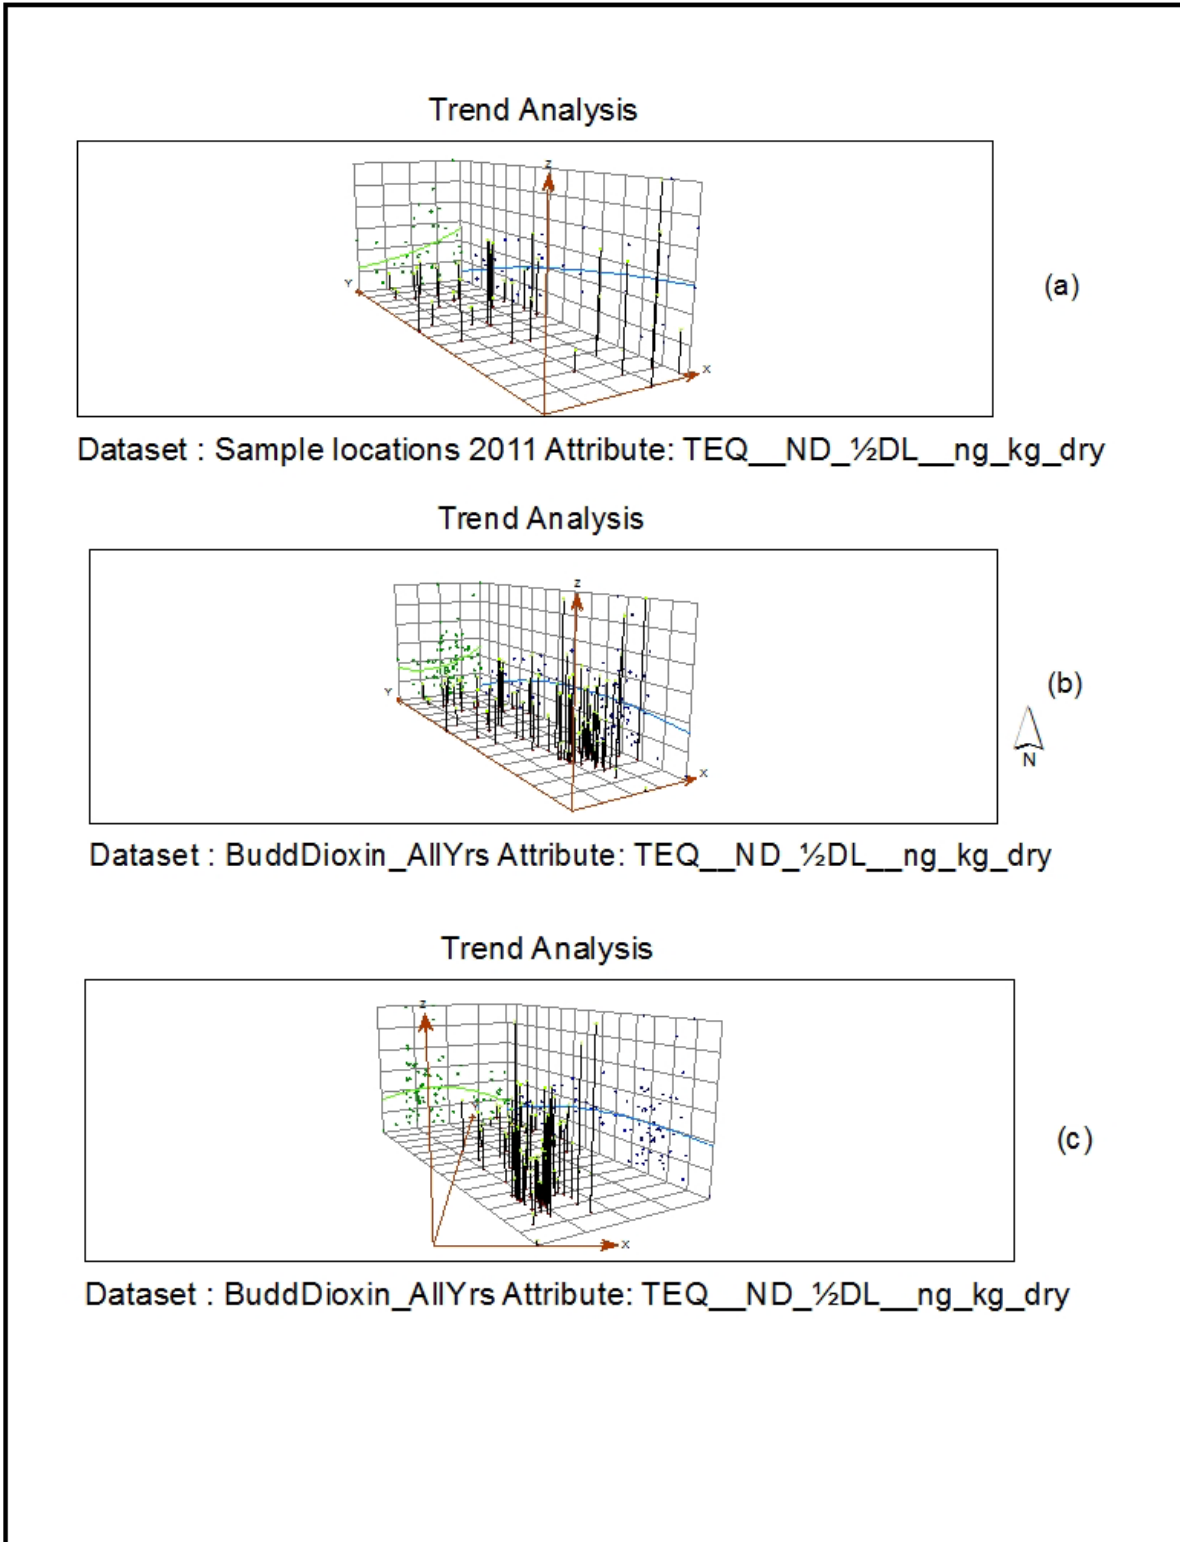 Trend Analysis
Z
Y
X
(a)
Dataset : Sample locations 2011 Attribute: TEQ__ND_½DL__ng_kg_dry
Trend Analysis
Z
Y
X
(b)
N
Dataset : BuddDioxin_AllYrs Attribute: TEQ__ND_½DL__ng_kg_dry
Trend Analysis
Z
X
(c)
Dataset : BuddDioxin_AllYrs Attribute: TEQ__ND_½DL__ng_kg_dry